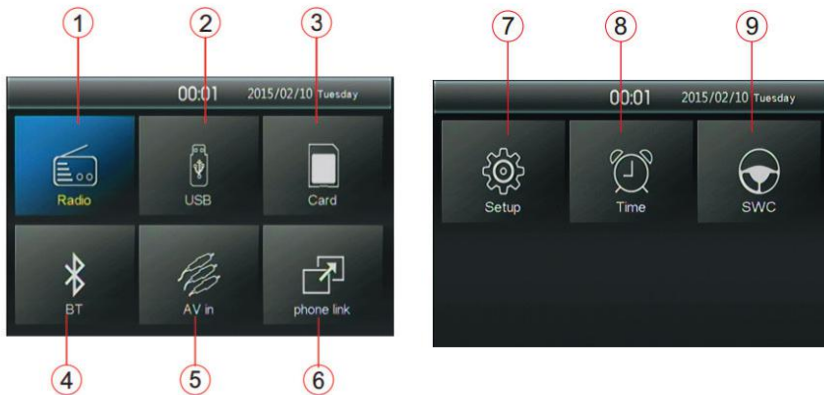 1 2 3
00:01 2015/02/10 Tuesday
Radio USB Card
BT AV in phone link
4 5 6
7 8 9
00:01 2015/02/10 Tuesday
Setup Time SWC